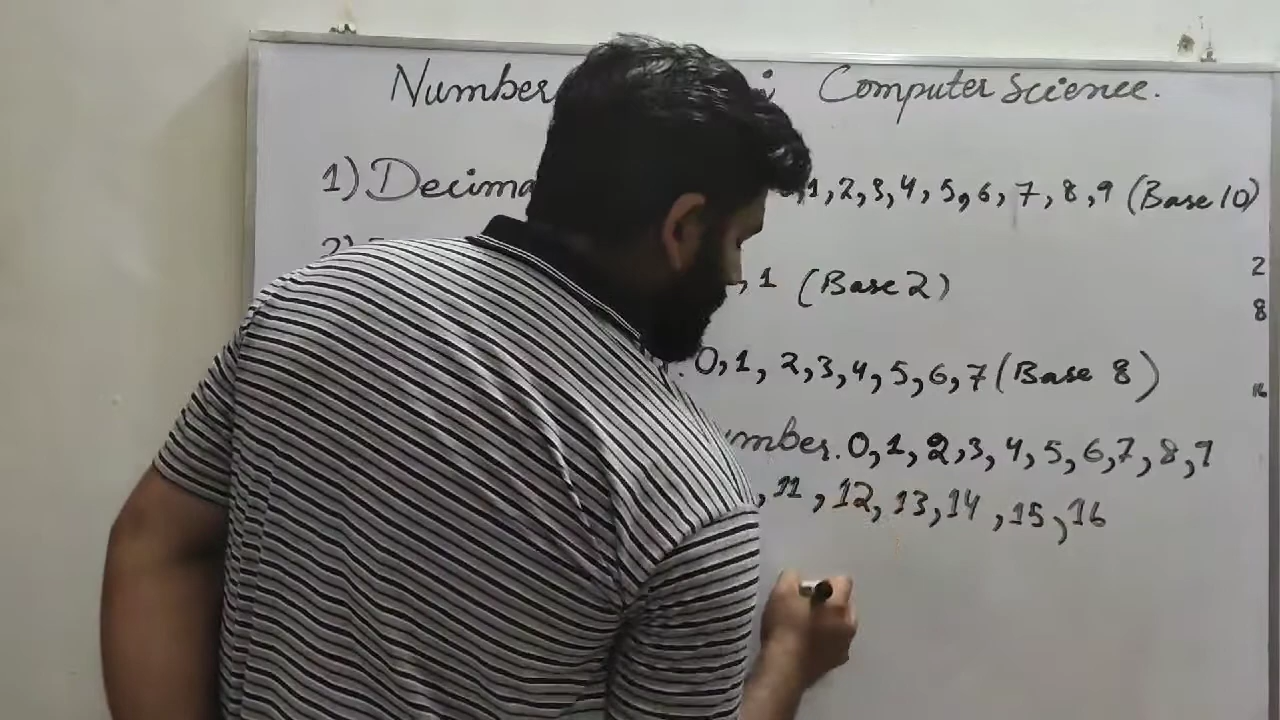 Number Computer Science.
1) Decima 1, 2, 3, 4, 5, 6, 7, 8, 9 (Base 10)
2)
, 1 (Base 2)
2
8
0, 1, 2, 3, 4, 5, 6, 7 (Base 8)
16
umber. 0, 1, 2, 3, 4, 5, 6, 7, 8, 9
, 11, 12, 13, 14, 15, 16